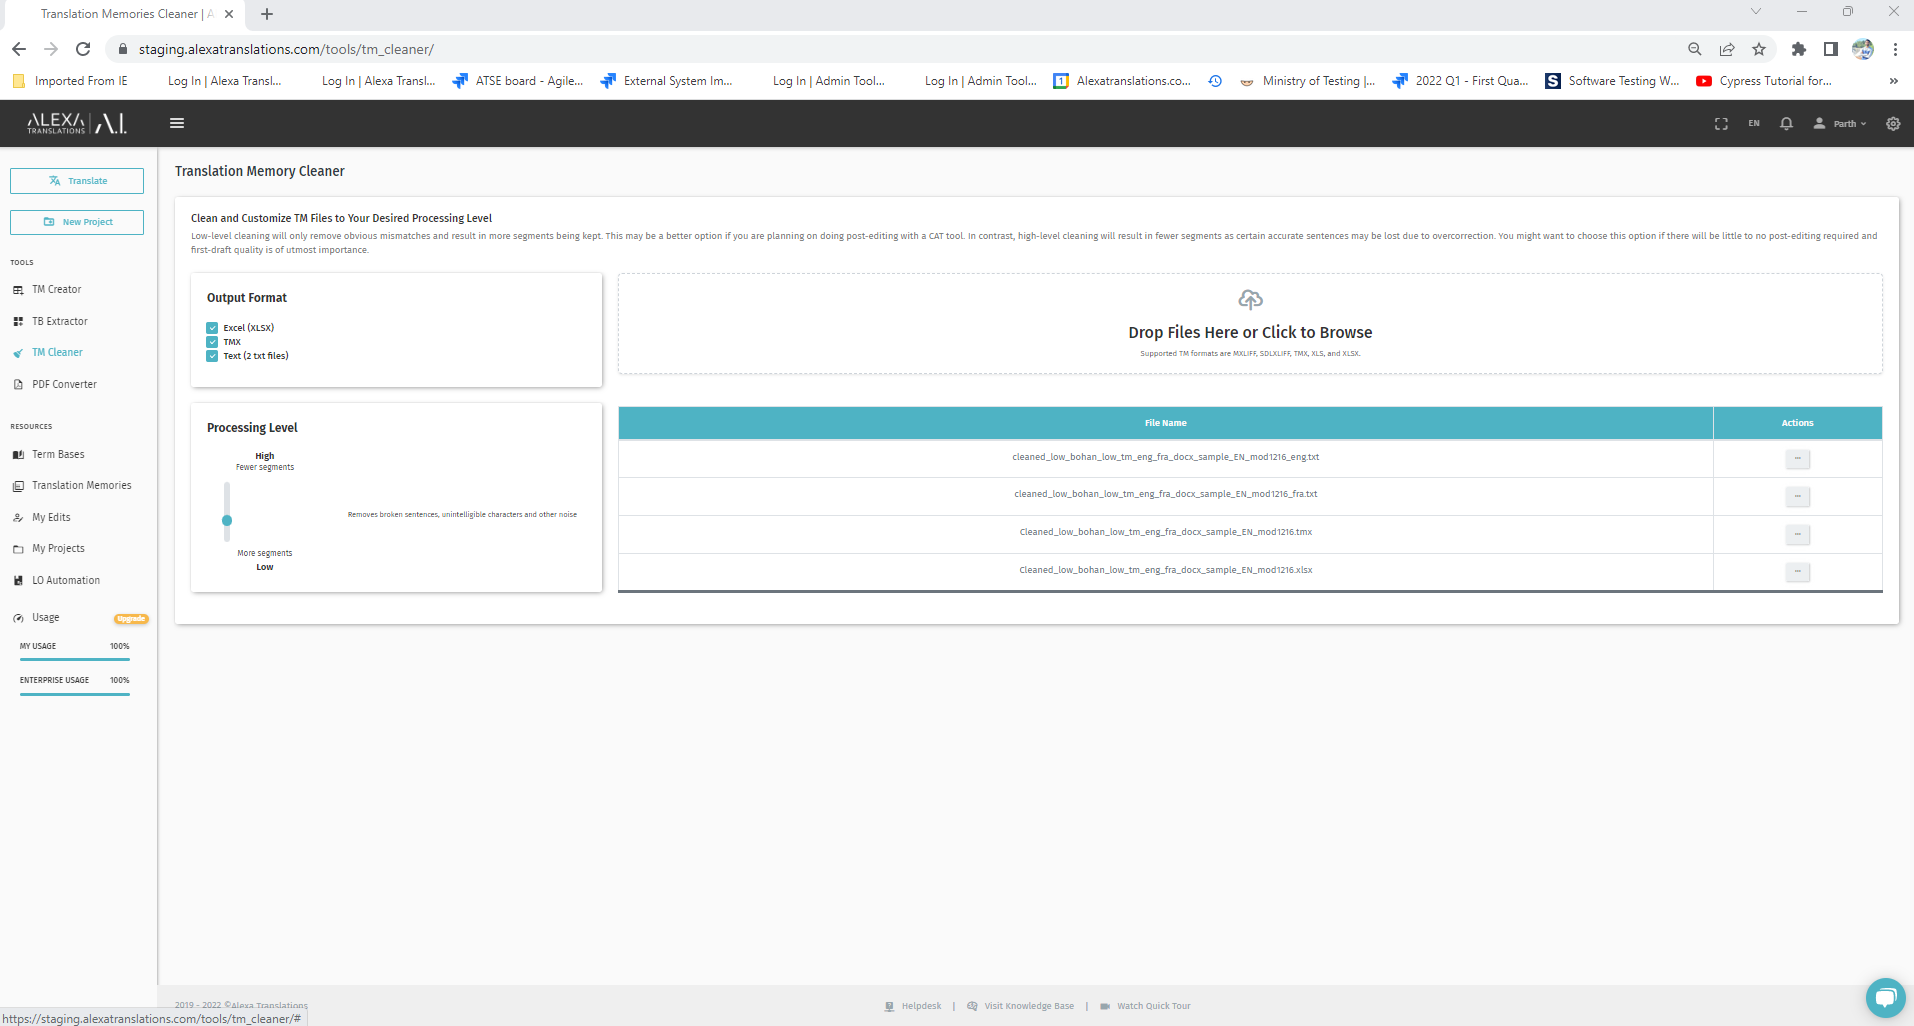 Translation Memories Cleaner | A
staging.alexatranslations.com/tools/tm_cleaner/
Imported From IE
Log In | Alexa Transl...
Log In | Alexa Transl...
ATSE board - Agile...
External System Im...
Log In | Admin Tool...
Log In | Admin Tool...
Alexatranslations.co...
Ministry of Testing |...
2022 Q1 - First Qua...
Software Testing W...
Cypress Tutorial for...
»
ALEXA TRANSLATIONS | A.I.
EN
Parth
Translate
New Project
TOOLS
TM Creator
TB Extractor
TM Cleaner
PDF Converter
RESOURCES
Term Bases
Translation Memories
My Edits
My Projects
LO Automation
Usage
Upgrade
MY USAGE 100%
ENTERPRISE USAGE 100%
Translation Memory Cleaner
Clean and Customize TM Files to Your Desired Processing Level
Low-level cleaning will only remove obvious mismatches and result in more segments being kept. This may be a better option if you are planning on doing post-editing with a CAT tool. In contrast, high-level cleaning will result in fewer segments as certain accurate sentences may be lost due to overcorrection. You might want to choose this option if there will be little to no post-editing required and
first-draft quality is of utmost importance.
Output Format
Excel (XLSX)
TMX
Text (2 txt files)
Drop Files Here or Click to Browse
Supported TM formats are MXLIFF, SDLXLIFF, TMX, XLS, and XLSX.
Processing Level
High
Fewer segments
Removes broken sentences, unintelligible characters and other noise
More segments
Low
File Name
Actions
cleaned_low_bohan_low_tm_eng_fra_docx_sample_EN_mod1216_eng.txt
...
cleaned_low_bohan_low_tm_eng_fra_docx_sample_EN_mod1216_fra.txt
...
Cleaned_low_bohan_low_tm_eng_fra_docx_sample_EN_mod1216.tmx
...
Cleaned_low_bohan_low_tm_eng_fra_docx_sample_EN_mod1216.xlsx
...
2019 - 2022 ©Alexa Translations
Helpdesk | Visit Knowledge Base | Watch Quick Tour
https://staging.alexatranslations.com/tools/tm_cleaner/#